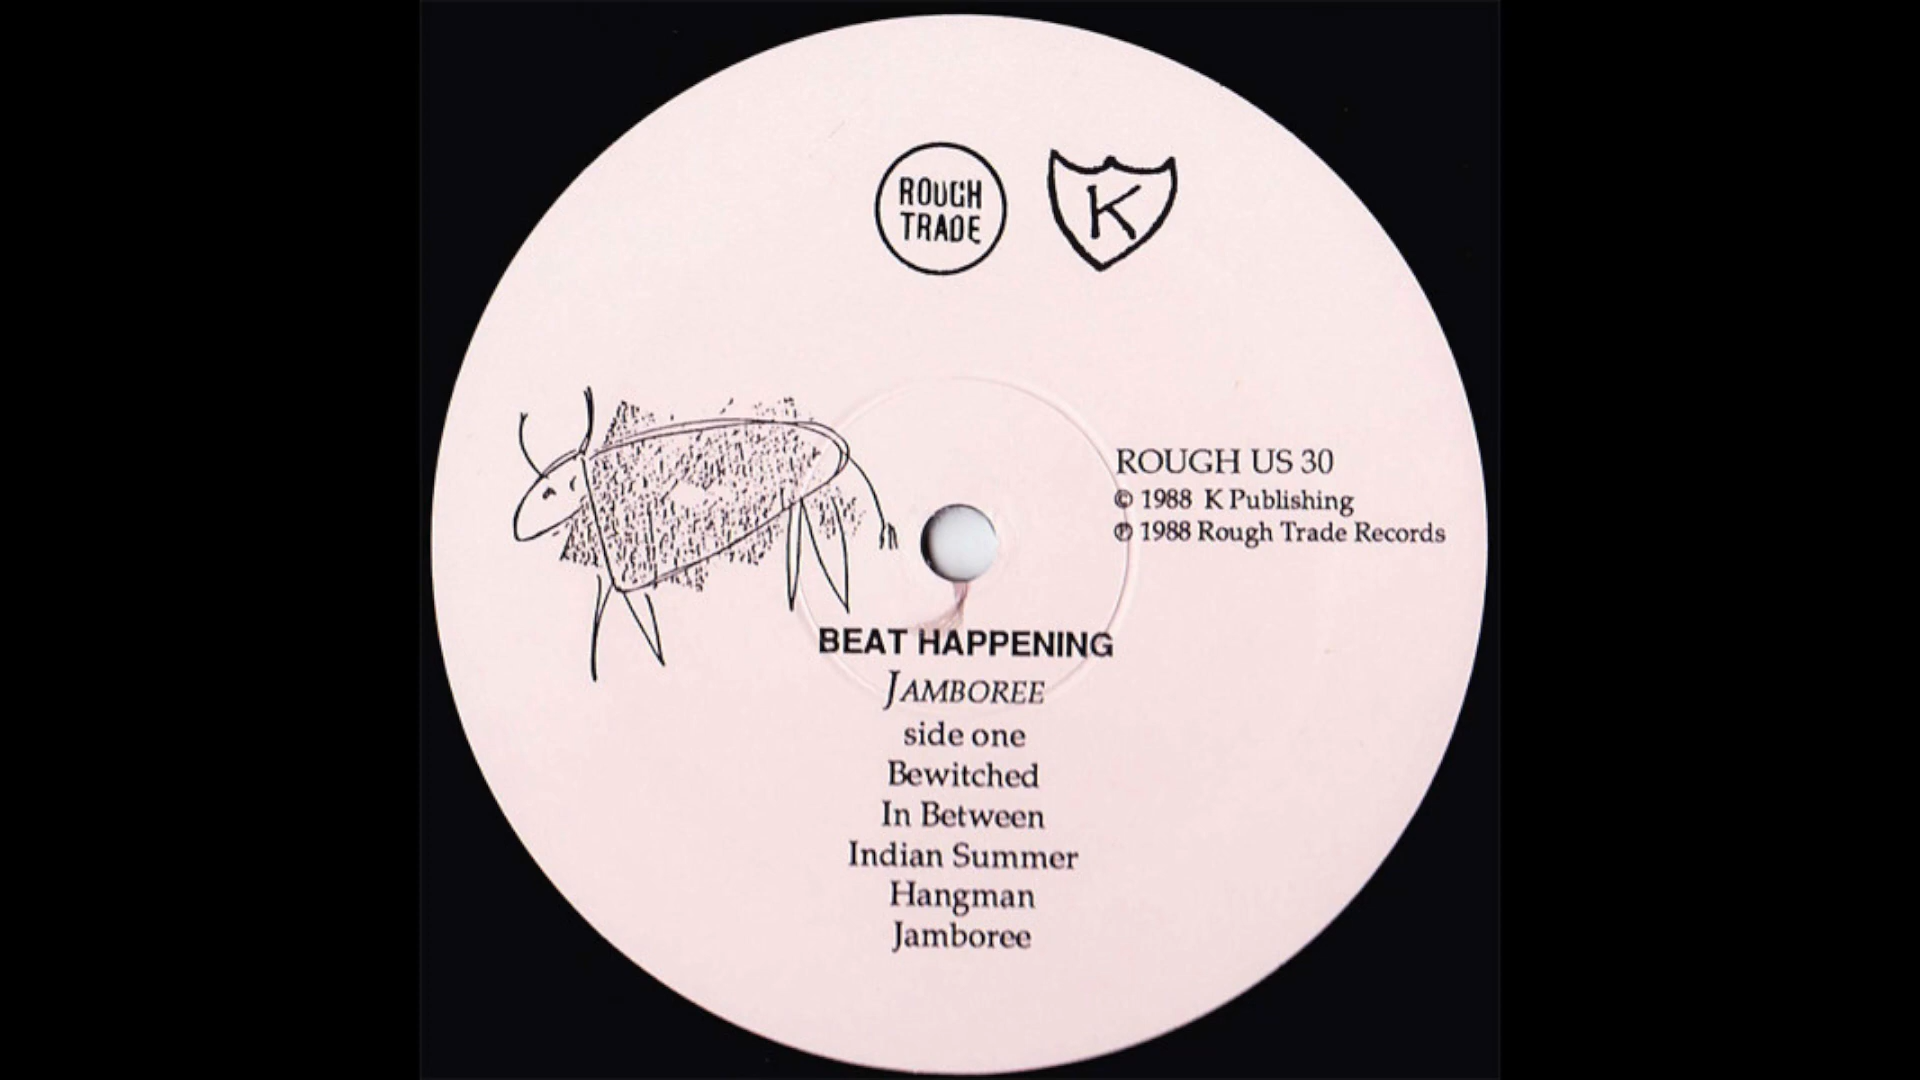 ROUGH
TRADE
K
ROUGH US 30
© 1988 K Publishing
℗ 1988 Rough Trade Records
BEAT HAPPENING
JAMBOREE
side one
Bewitched
In Between
Indian Summer
Hangman
Jamboree